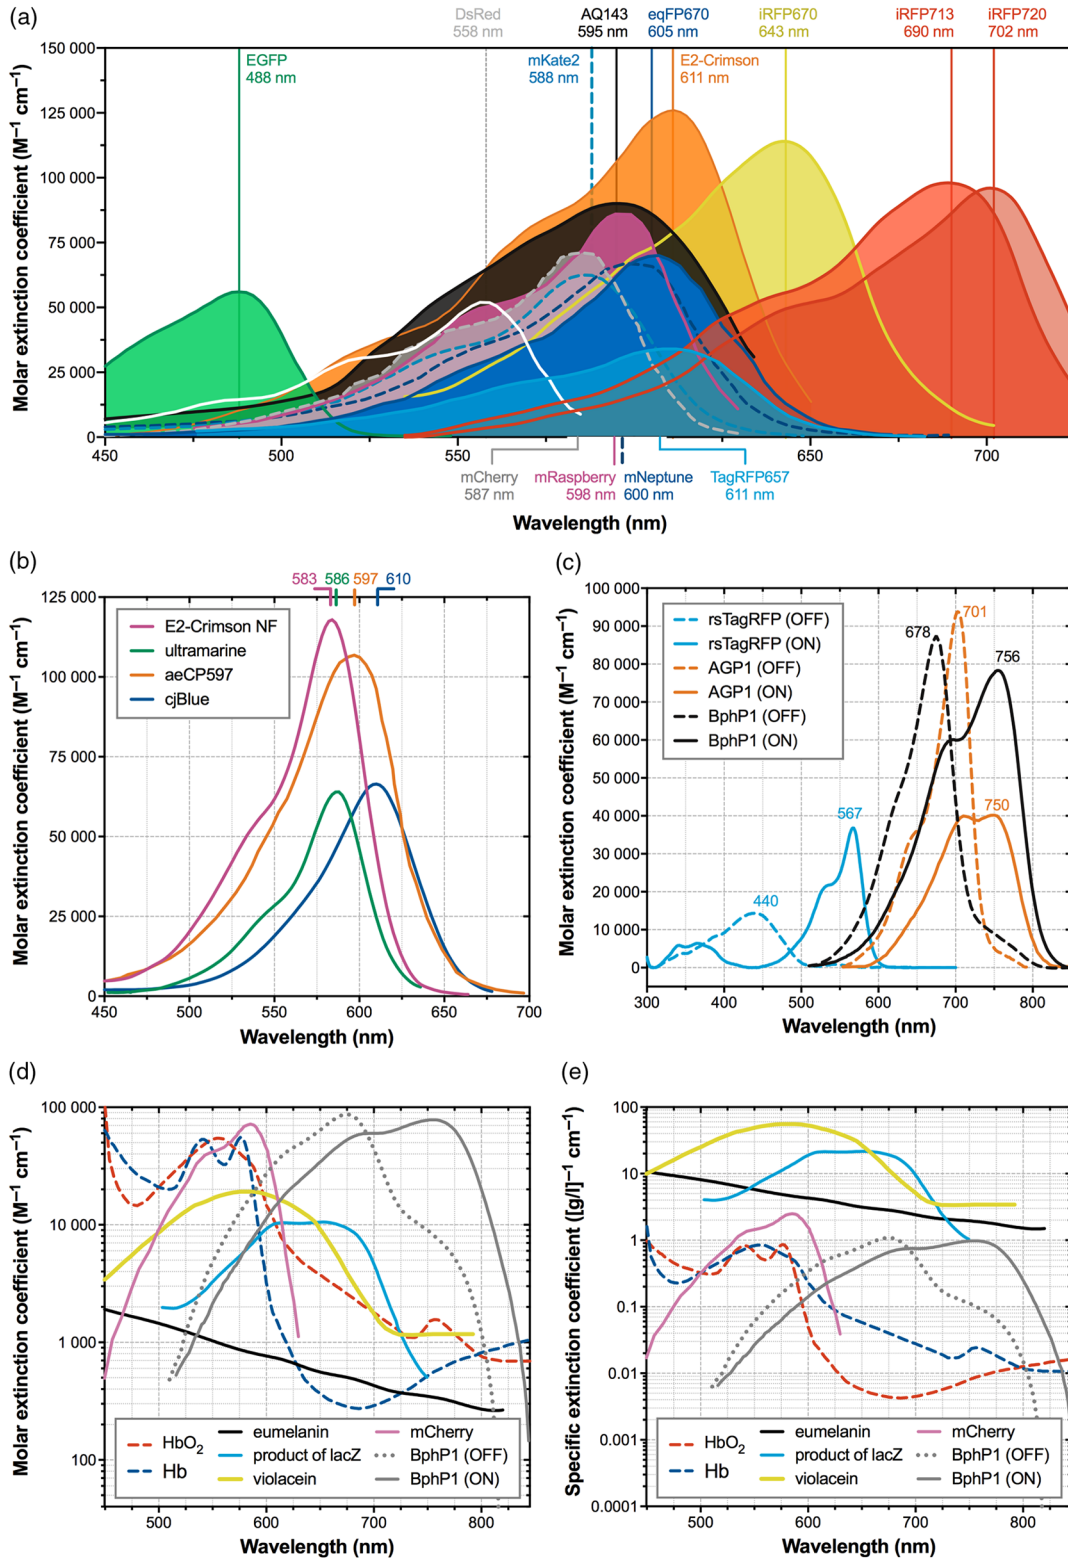 (a)
DsRed
558 nm
AQ143
595 nm
eqFP670
605 nm
iRFP670
643 nm
iRFP713
690 nm
iRFP720
702 nm
EGFP
488 nm
mKate2
588 nm
E2-Crimson
611 nm
Molar extinction coefficient (M⁻¹ cm⁻¹)
150 000
125 000
100 000
75 000
50 000
25 000
0
450
500
550
650
700
mCherry
587 nm
mRaspberry
598 nm
mNeptune
600 nm
TagRFP657
611 nm
Wavelength (nm)
(b)
583
586
597
610
Molar extinction coefficient (M⁻¹ cm⁻¹)
125 000
100 000
75 000
50 000
25 000
0
E2-Crimson NF
ultramarine
aeCP597
cjBlue
450
500
550
600
650
700
Wavelength (nm)
(c)
Molar extinction coefficient (M⁻¹ cm⁻¹)
100 000
90 000
80 000
70 000
60 000
50 000
40 000
30 000
20 000
10 000
0
rsTagRFP (OFF)
rsTagRFP (ON)
AGP1 (OFF)
AGP1 (ON)
BphP1 (OFF)
BphP1 (ON)
678
701
756
567
750
440
300
400
500
600
700
800
Wavelength (nm)
(d)
Molar extinction coefficient (M⁻¹ cm⁻¹)
100 000
10 000
1 000
100
HbO₂
Hb
eumelanin
product of lacZ
violacein
mCherry
BphP1 (OFF)
BphP1 (ON)
500
600
700
800
Wavelength (nm)
(e)
Specific extinction coefficient ([g/l]⁻¹ cm⁻¹)
100
10
1
0.1
0.01
0.001
0.0001
HbO₂
Hb
eumelanin
product of lacZ
violacein
mCherry
BphP1 (OFF)
BphP1 (ON)
500
600
700
800
Wavelength (nm)